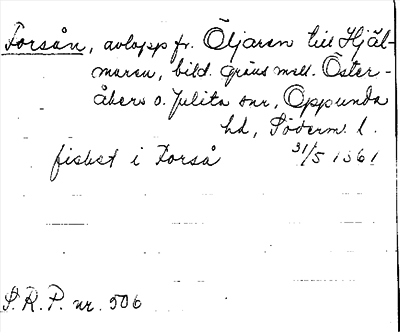 Forsån, avlopp fr. Öljaren till Hjäl-
maren, bild. gräns mell. Öster-
åkers o. Julita snr, Oppunda
hd, Söderm. l.
fiskst i Forså 31/5 1361
S.R.P. nr. 506